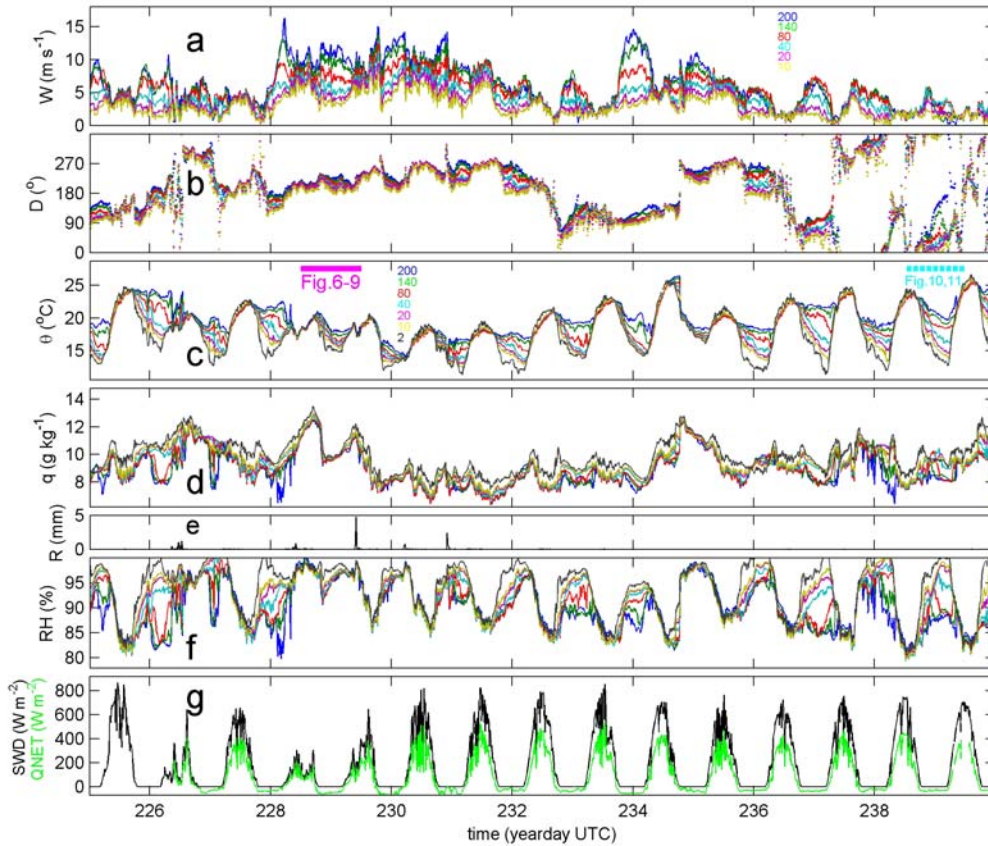 a
W (m s-1)
15
10
5
0
200
140
80
40
20
10
b
D (o)
270
180
90
0
c
θ (oC)
25
20
15
Fig.6-9
200
140
80
40
20
10
2
Fig.10,11
d
q (g kg-1)
14
12
10
8
e
R (mm)
5
0
f
RH (%)
95
90
85
80
g
SWD (W m-2)
QNET (W m-2)
800
600
400
200
0
226 228 230 232 234 236 238
time (yearday UTC)